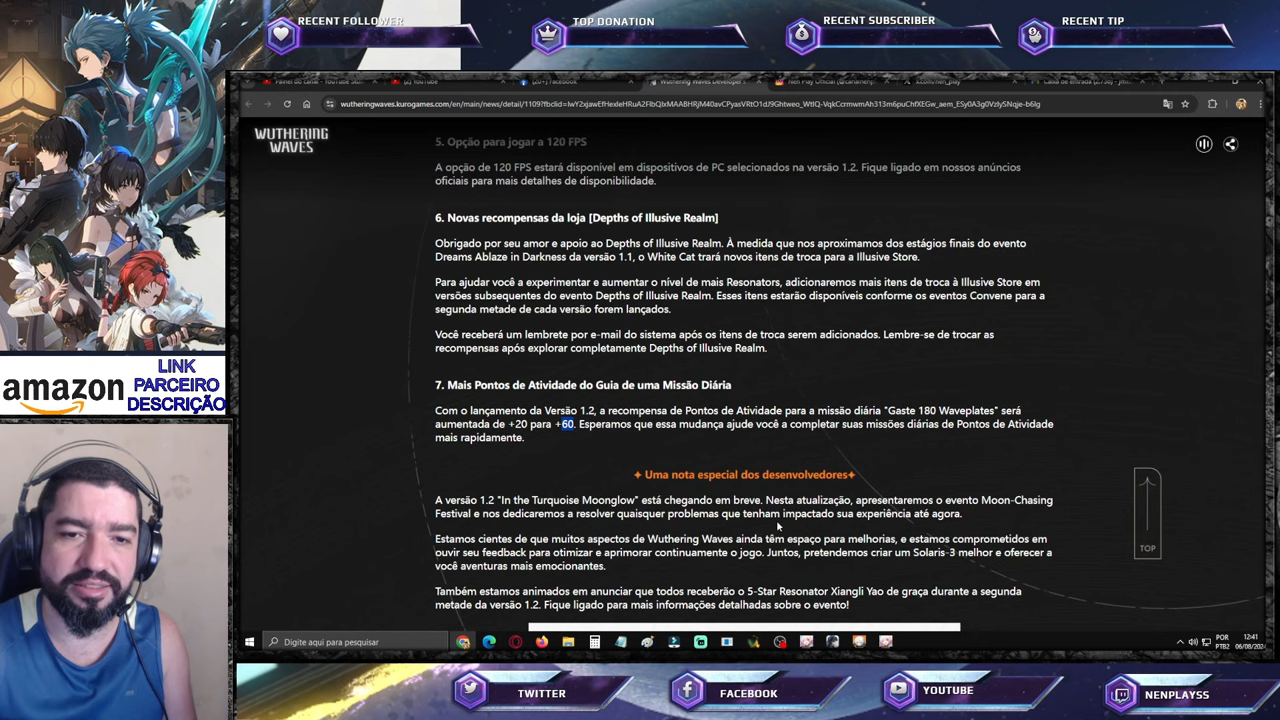 RECENT FOLLOWER
TOP DONATION
RECENT SUBSCRIBER
RECENT TIP
WUTHERING
WAVES
5. Opção para jogar a 120 FPS
A opção de 120 FPS estará disponível em dispositivos de PC selecionados na versão 1.2. Fique ligado em nossos anúncios
oficiais para mais detalhes de disponibilidade.
6. Novas recompensas da loja [Depths of Illusive Realm]
Obrigado por seu amor e apoio ao Depths of Illusive Realm. À medida que nos aproximamos dos estágios finais do evento
Dreams Ablaze in Darkness da versão 1.1, o White Cat trará novos itens de troca para a Illusive Store.
Para ajudar você a experimentar e aumentar o nível de mais Resonators, adicionaremos mais itens de troca à Illusive Store em
versões subsequentes do evento Depths of Illusive Realm. Esses itens estarão disponíveis conforme os eventos Convene para a
segunda metade de cada versão forem lançados.
Você receberá um lembrete por e-mail do sistema após os itens de troca serem adicionados. Lembre-se de trocar as
recompensas após explorar completamente Depths of Illusive Realm.
7. Mais Pontos de Atividade do Guia de uma Missão Diária
Com o lançamento da Versão 1.2, a recompensa de Pontos de Atividade para a missão diária "Gaste 180 Waveplates" será
aumentada de +20 para +60. Esperamos que essa mudança ajude você a completar suas missões diárias de Pontos de Atividade
mais rapidamente.
✦ Uma nota especial dos desenvolvedores✦
A versão 1.2 "In the Turquoise Moonglow" está chegando em breve. Nesta atualização, apresentaremos o evento Moon-Chasing
Festival e nos dedicaremos a resolver quaisquer problemas que tenham impactado sua experiência até agora.
Estamos cientes de que muitos aspectos de Wuthering Waves ainda têm espaço para melhorias, e estamos comprometidos em
ouvir seu feedback para otimizar e aprimorar continuamente o jogo. Juntos, pretendemos criar um Solaris-3 melhor e oferecer a
você aventuras mais emocionantes.
Também estamos animados em anunciar que todos receberão o 5-Star Resonator Xiangli Yao de graça durante a segunda
metade da versão 1.2. Fique ligado para mais informações detalhadas sobre o evento!
TOP
amazon
LINK
PARCEIRO
DESCRIÇÃO
Digite aqui para pesquisar
POR
PTB2
12:41
TWITTER
FACEBOOK
YOUTUBE
NENPLAYSS